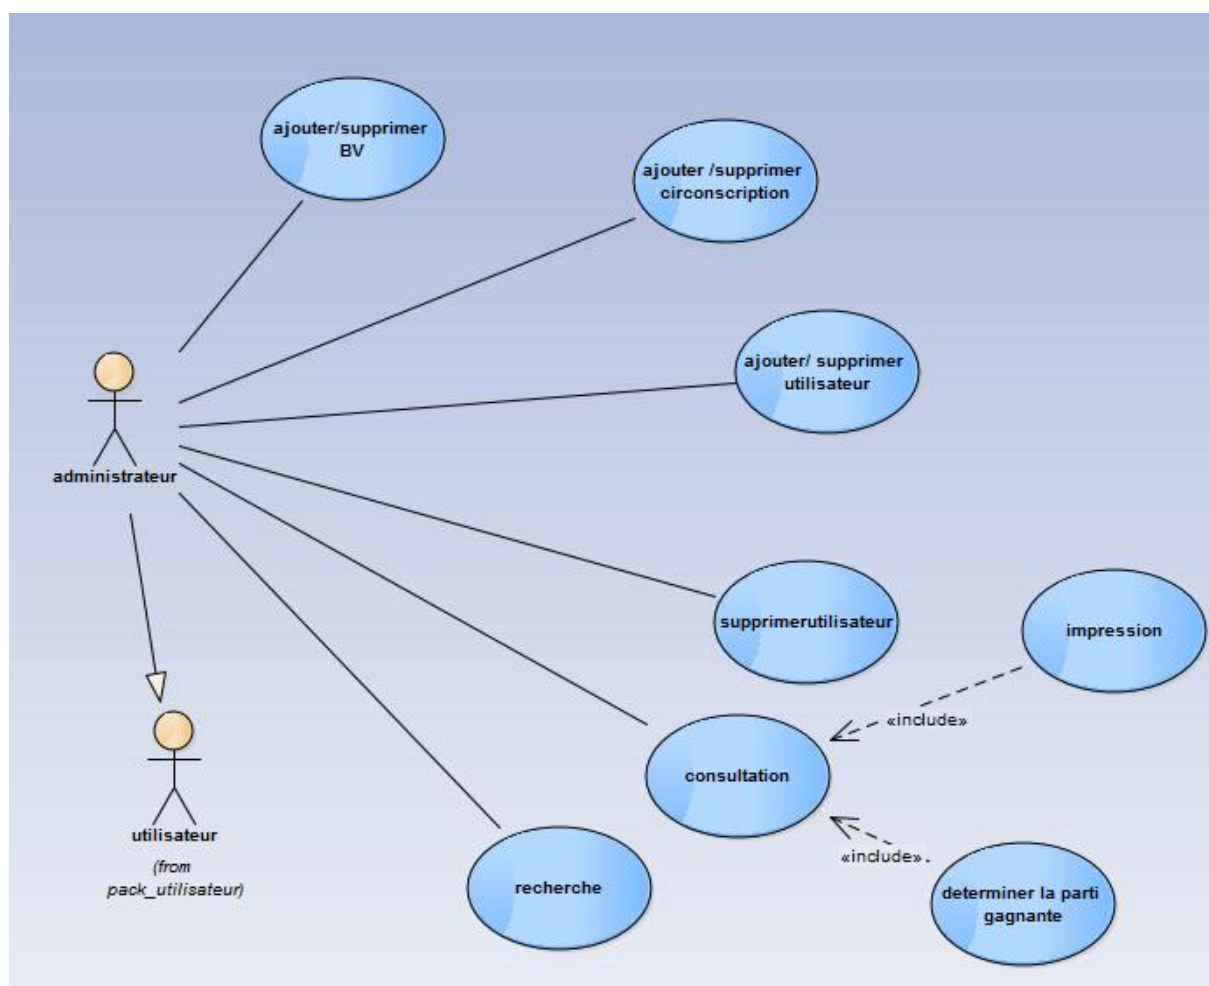 ajouter/supprimer
BV
ajouter /supprimer
circonscription
ajouter/ supprimer
utilisateur
administrateur
supprimerutilisateur
impression
«include»
consultation
utilisateur
(from
pack_utilisateur)
recherche
«include»
determiner la parti
gagnante